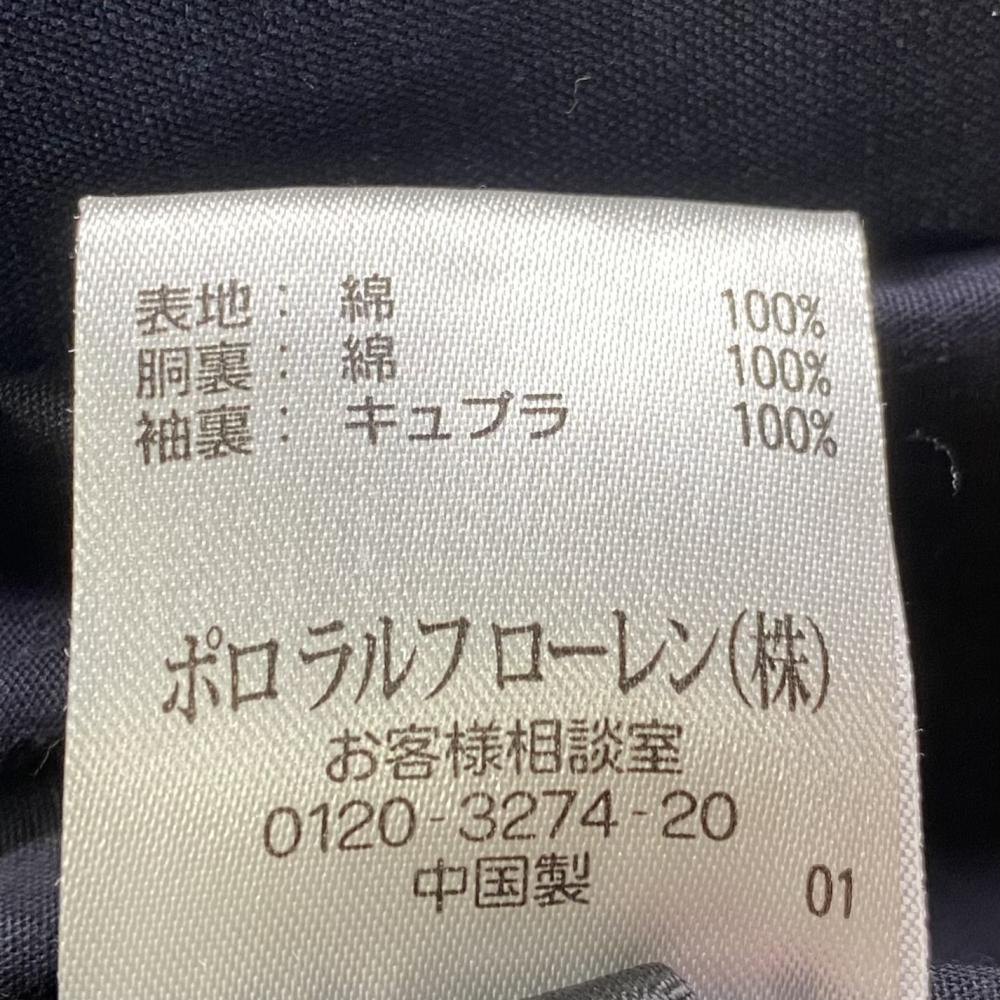 表地: 綿 100%
胴裏: 綿 100%
袖裏: キュプラ 100%
ポロ ラルフ ローレン(株)
お客様相談室
0120-3274-20
中国製 01